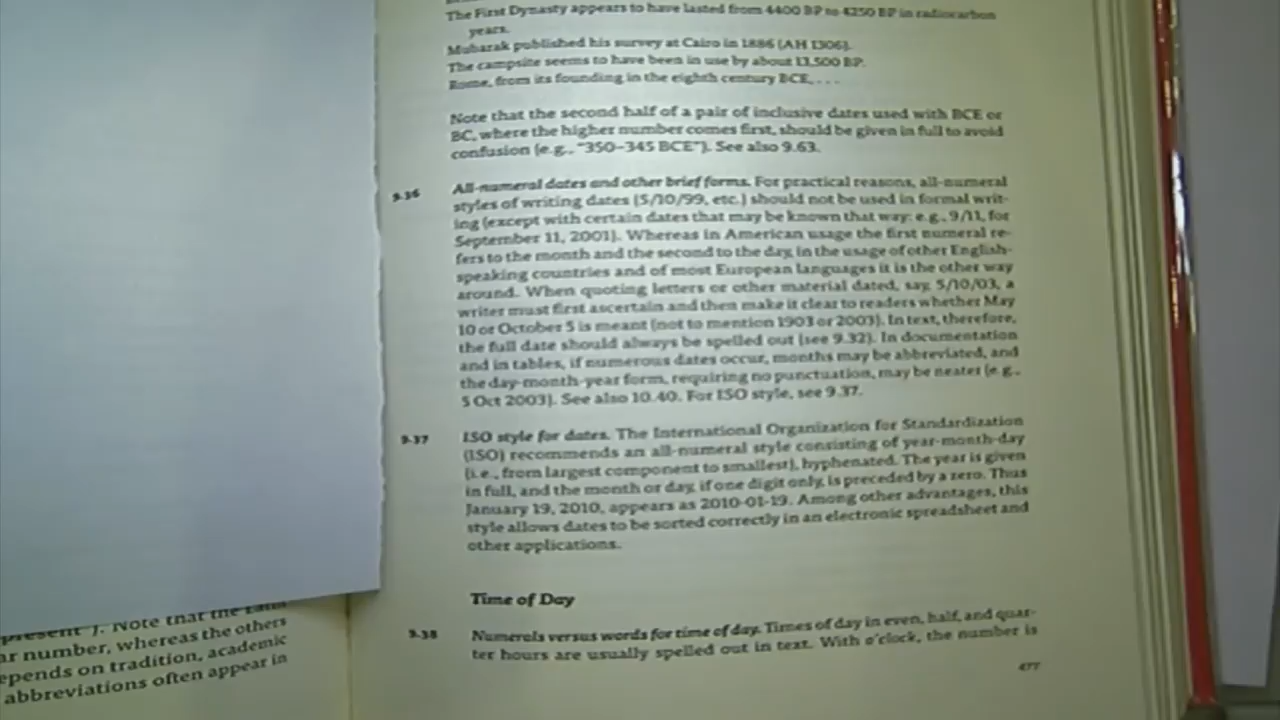 The First Dynasty appears to have lasted from 4400 BP to 4250 BP in radiocarbon
years.
Mubarak published his survey at Cairo in 1886 (AH 1306).
The campsite seems to have been in use by about 13,500 BP.
Rome, from its founding in the eighth century BCE, . . .
Note that the second half of a pair of inclusive dates used with BCE or
BC, where the higher number comes first, should be given in full to avoid
confusion (e.g., “350–345 BCE”). See also 9.63.
9.36 All-numeral dates and other brief forms. For practical reasons, all-numeral
styles of writing dates (5/10/99, etc.) should not be used in formal writ-
ing (except with certain dates that may be known that way: e.g., 9/11, for
September 11, 2001). Whereas in American usage the first numeral re-
fers to the month and the second to the day, in the usage of other English-
speaking countries and of most European languages it is the other way
around. When quoting letters or other material dated, say, 5/10/03, a
writer must first ascertain and then make it clear to readers whether May
10 or October 5 is meant (not to mention 1903 or 2003). In text, therefore,
the full date should always be spelled out (see 9.32). In documentation
and in tables, if numerous dates occur, months may be abbreviated, and
the day-month-year form, requiring no punctuation, may be neater (e.g.,
5 Oct 2003). See also 10.40. For ISO style, see 9.37.
9.37 ISO style for dates. The International Organization for Standardization
(ISO) recommends an all-numeral style consisting of year-month-day
(i.e., from largest component to smallest), hyphenated. The year is given
in full, and the month or day, if one digit only, is preceded by a zero. Thus
January 19, 2010, appears as 2010-01-19. Among other advantages, this
style allows dates to be sorted correctly in an electronic spreadsheet and
other applications.
Time of Day
9.38 Numerals versus words for time of day. Times of day in even, half, and quar-
ter hours are usually spelled out in text. With o’clock, the number is
477
present”). Note that the
ar number, whereas the others
epends on tradition, academic
abbreviations often appear in